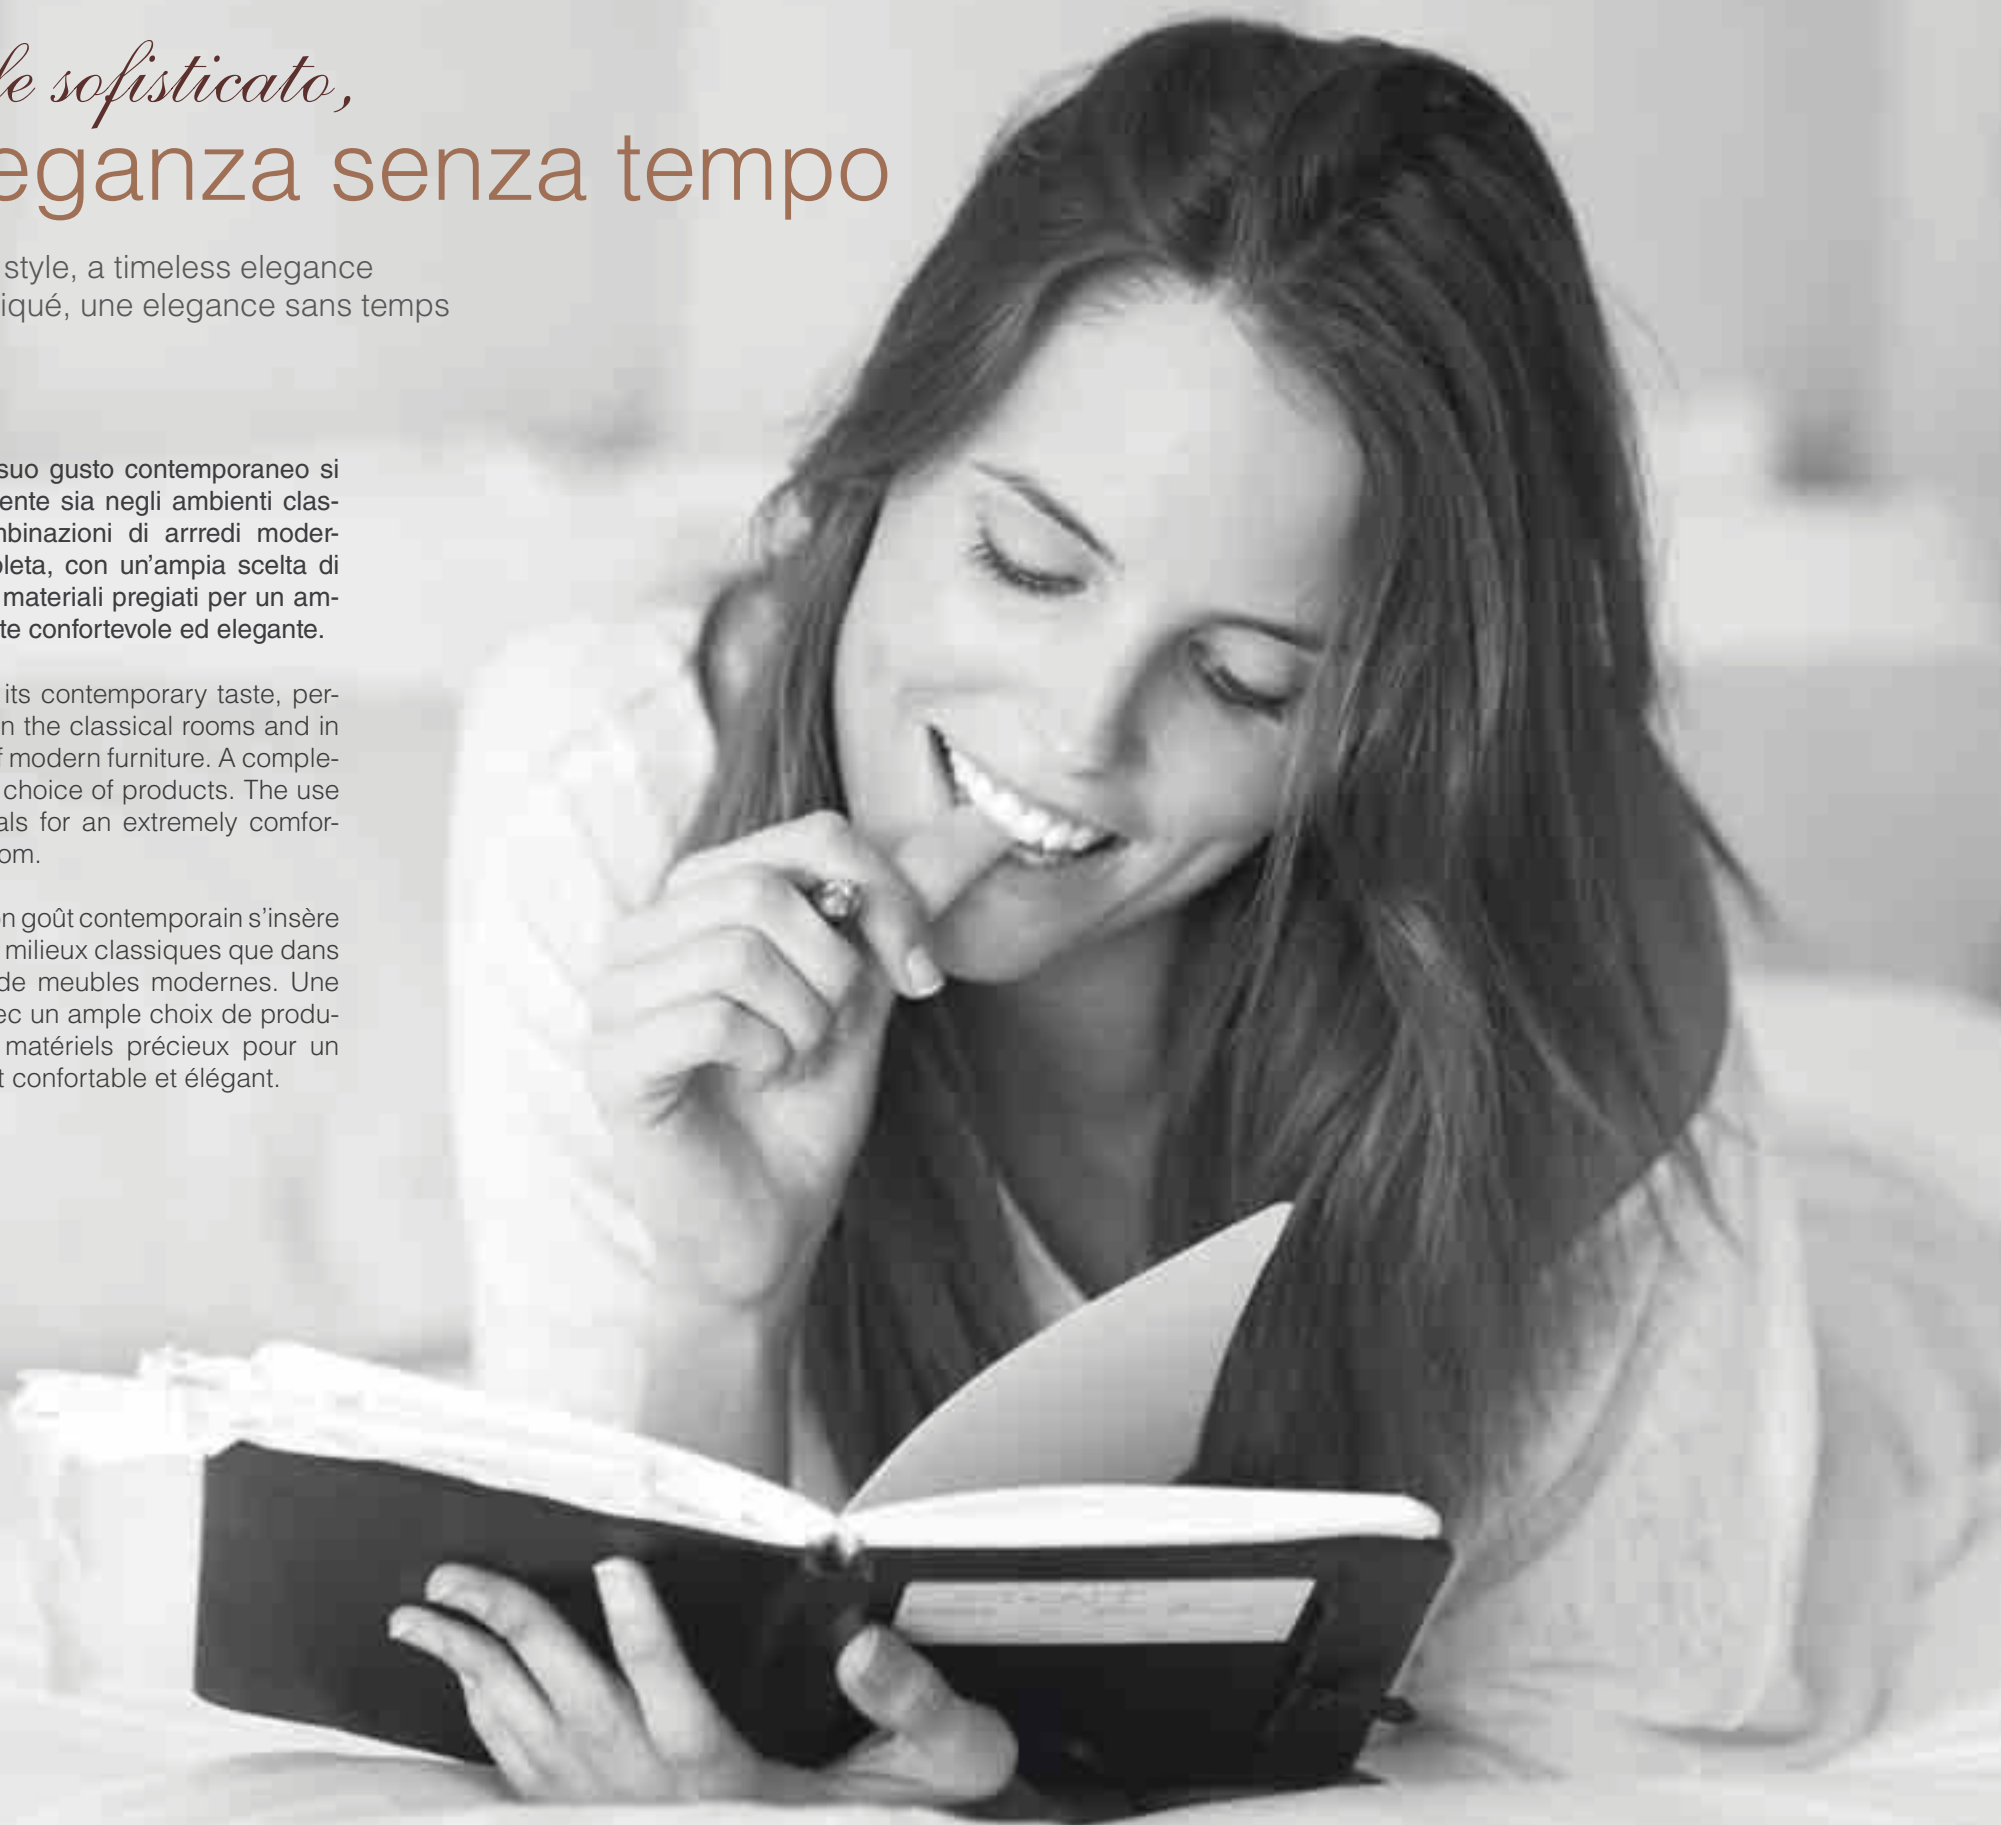 le sofisticato,
eganza senza tempo
style, a timeless elegance
iqué, une elegance sans temps
suo gusto contemporaneo si
ente sia negli ambienti clas-
mbinazioni di arrredi moder-
pleta, con un'ampia scelta di
materiali pregiati per un am-
te confortevole ed elegante.
its contemporary taste, per-
n the classical rooms and in
f modern furniture. A comple-
choice of products. The use
als for an extremely comfor-
om.
on goût contemporain s'insère
milieux classiques que dans
de meubles modernes. Une
ec un ample choix de produ-
matériels précieux pour un
t confortable et élégant.